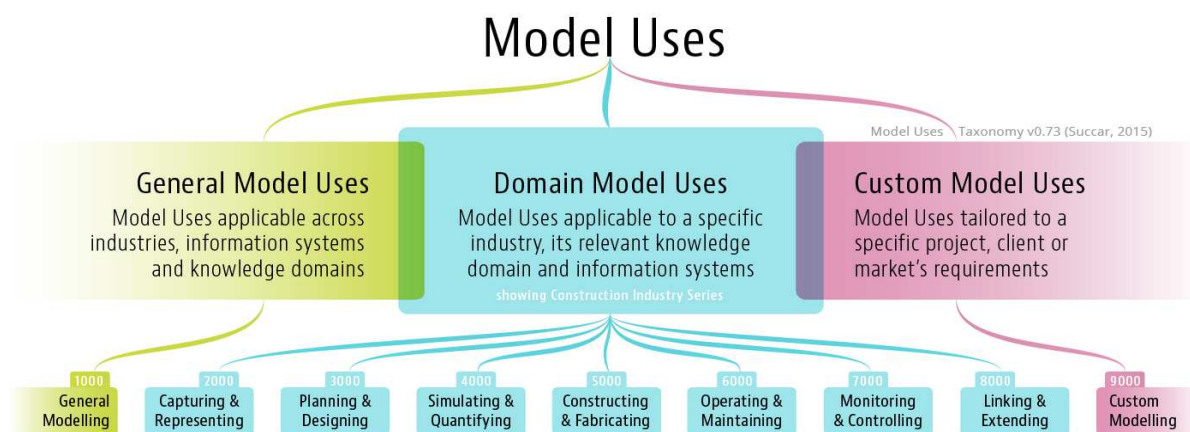 Model Uses
Model Uses Taxonomy v0.73 (Succar, 2015)
General Model Uses
Model Uses applicable across
industries, information systems
and knowledge domains
Domain Model Uses
Model Uses applicable to a specific
industry, its relevant knowledge
domain and information systems
showing Construction Industry Series
Custom Model Uses
Model Uses tailored to a
specific project, client or
market's requirements
1000
General
Modelling
2000
Capturing &
Representing
3000
Planning &
Designing
4000
Simulating &
Quantifying
5000
Constructing
& Fabricating
6000
Operating &
Maintaining
7000
Monitoring
& Controlling
8000
Linking &
Extending
9000
Custom
Modelling